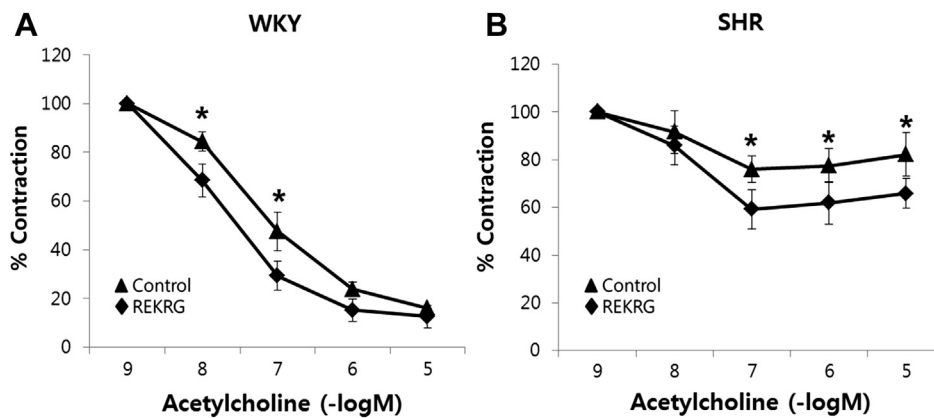 A
WKY
120
100
80
60
40
20
0
% Contraction
*
*
Control
REKRG
9 8 7 6 5
Acetylcholine (-logM)
B
SHR
120
100
80
60
40
20
0
% Contraction
*
*
*
Control
REKRG
9 8 7 6 5
Acetylcholine (-logM)